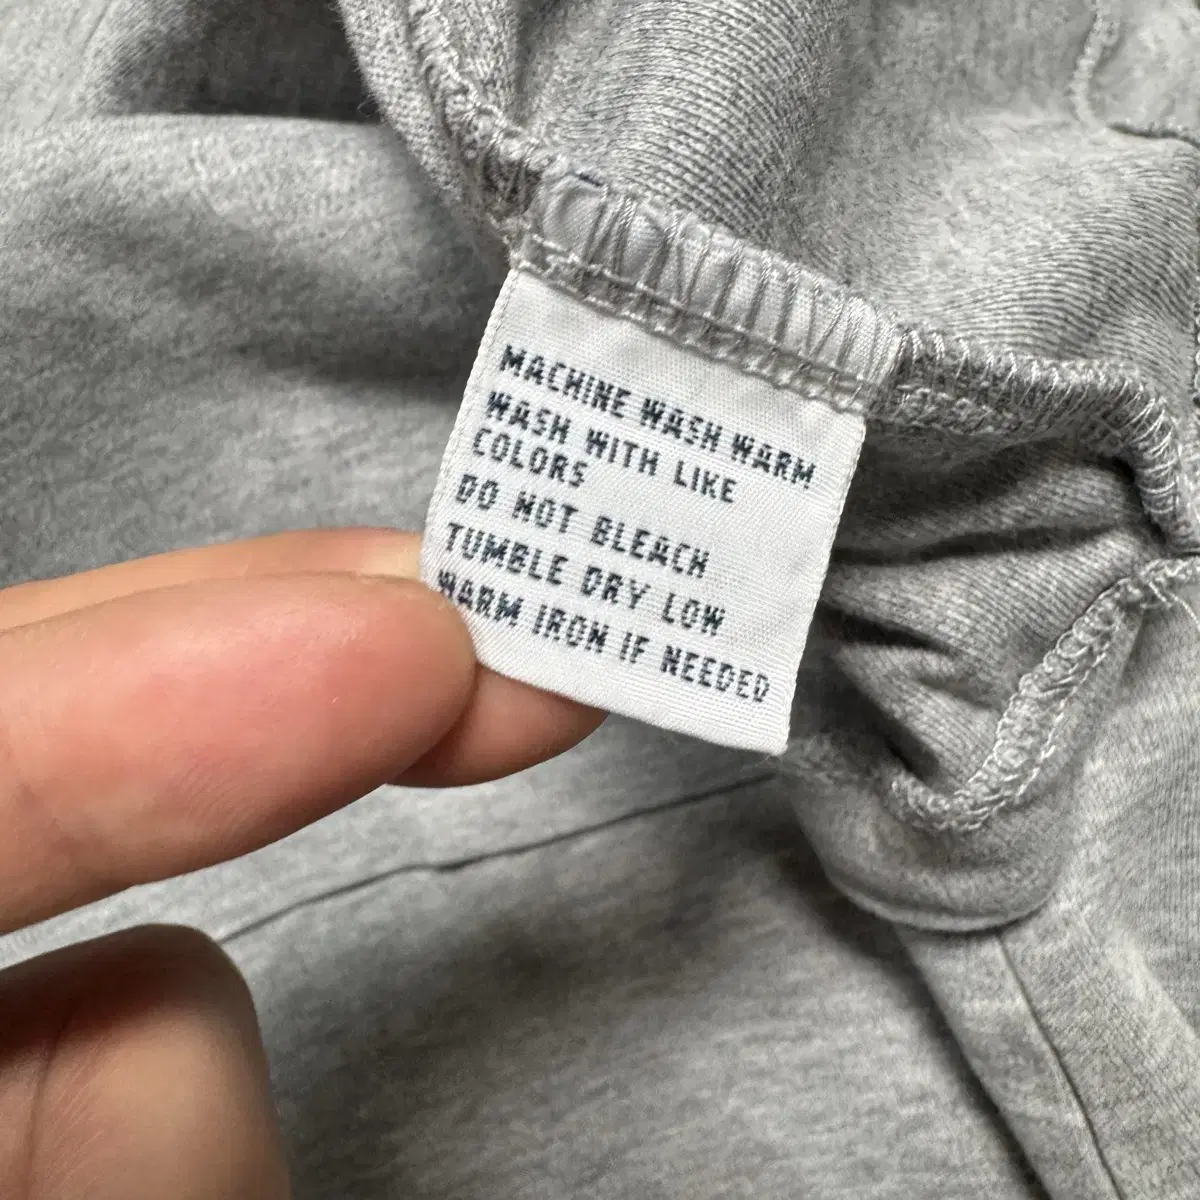 MACHINE WASH WARM
WASH WITH LIKE
COLORS
DO NOT BLEACH
TUMBLE DRY LOW
WARM IRON IF NEEDED